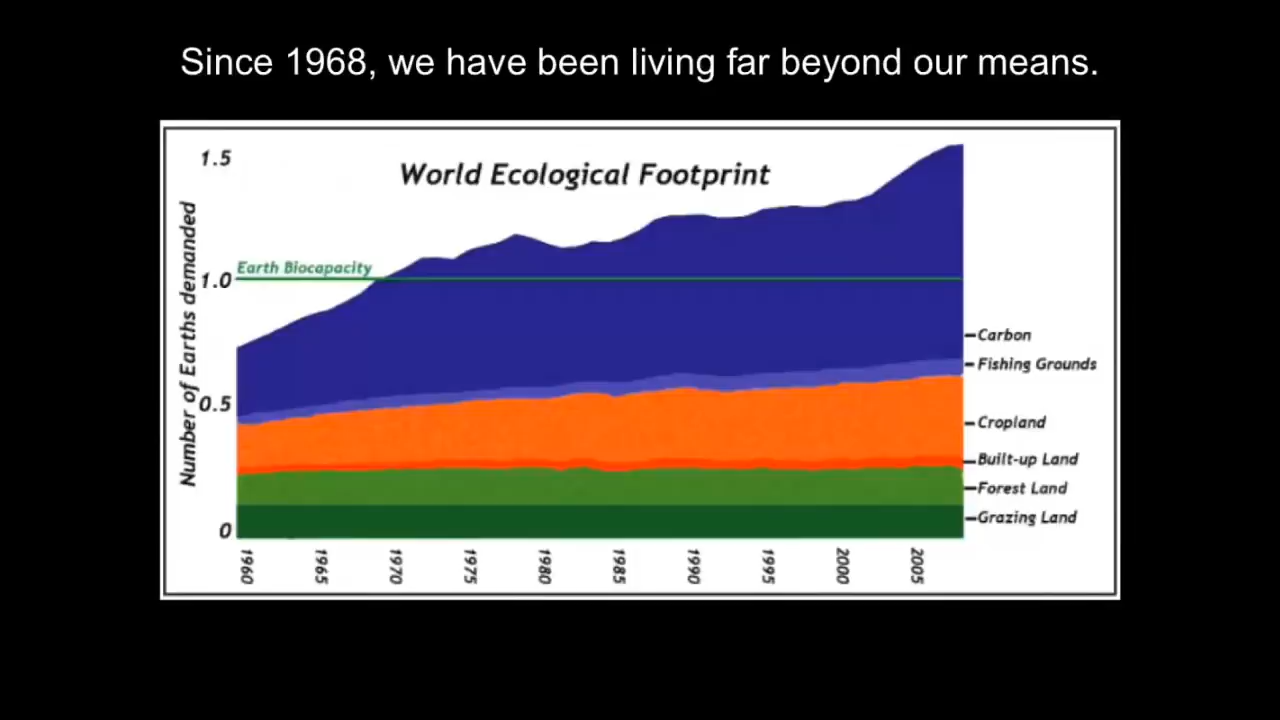 Since 1968, we have been living far beyond our means.
World Ecological Footprint
Number of Earths demanded
1.5
1.0
0.5
0
Earth Biocapacity
Carbon
Fishing Grounds
Cropland
Built-up Land
Forest Land
Grazing Land
1960
1965
1970
1975
1980
1985
1990
1995
2000
2005